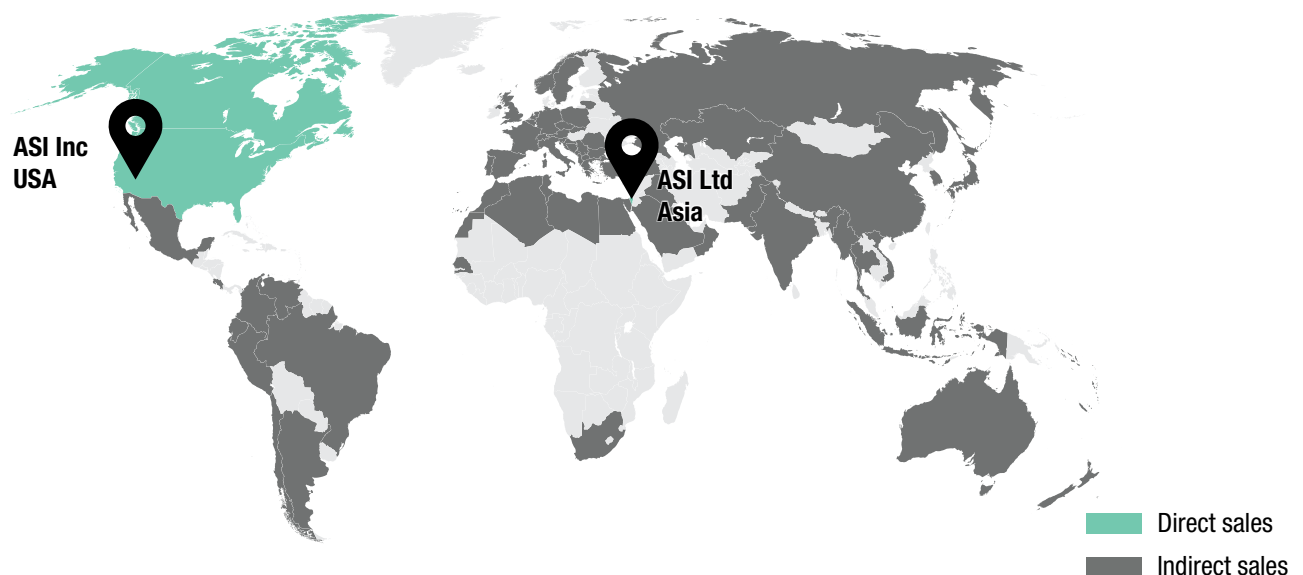 ASI Inc
USA
ASI Ltd
Asia
Direct sales
Indirect sales